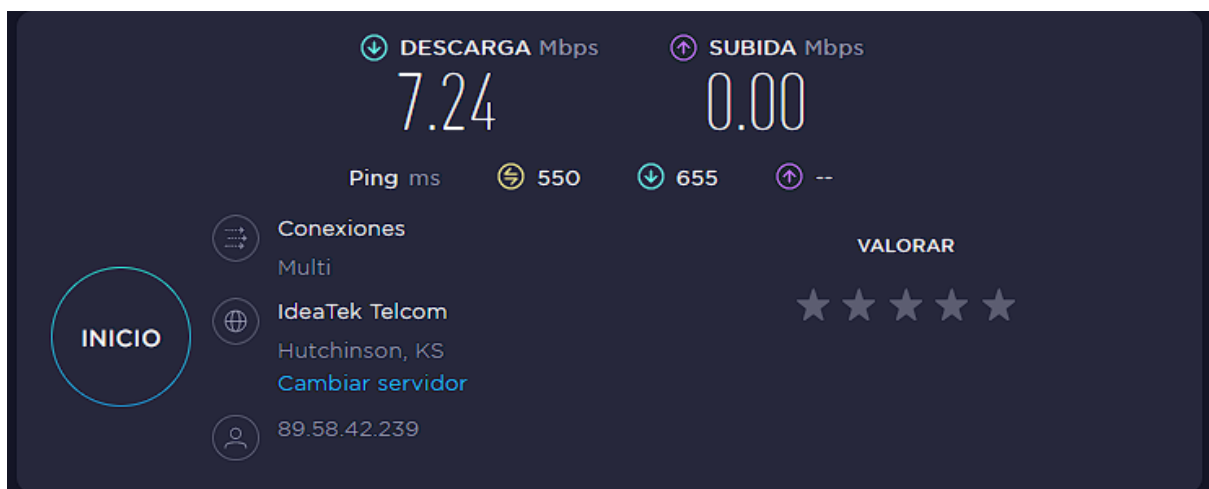 DESCARGA Mbps
SUBIDA Mbps
7.24
0.00
Ping ms 550 655 --
Conexiones
Multi
IdeaTek Telcom
Hutchinson, KS
Cambiar servidor
89.58.42.239
INICIO
VALORAR